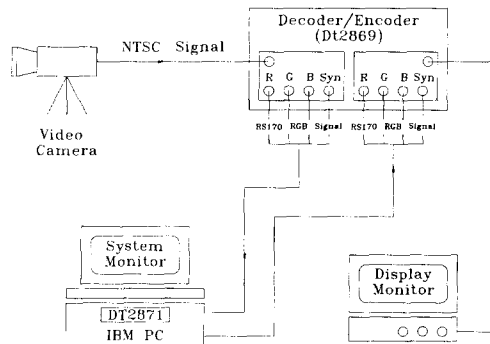 Decoder/Encoder
(Dt2869)
NTSC Signal
R G B Syn
R G B Syn
RS170 RGB Signal
RS170 RGB Signal
Video
Camera
System
Monitor
DT2871
IBM PC
Display
Monitor